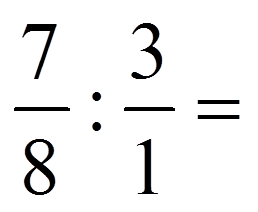 7/8 : 3/1 =